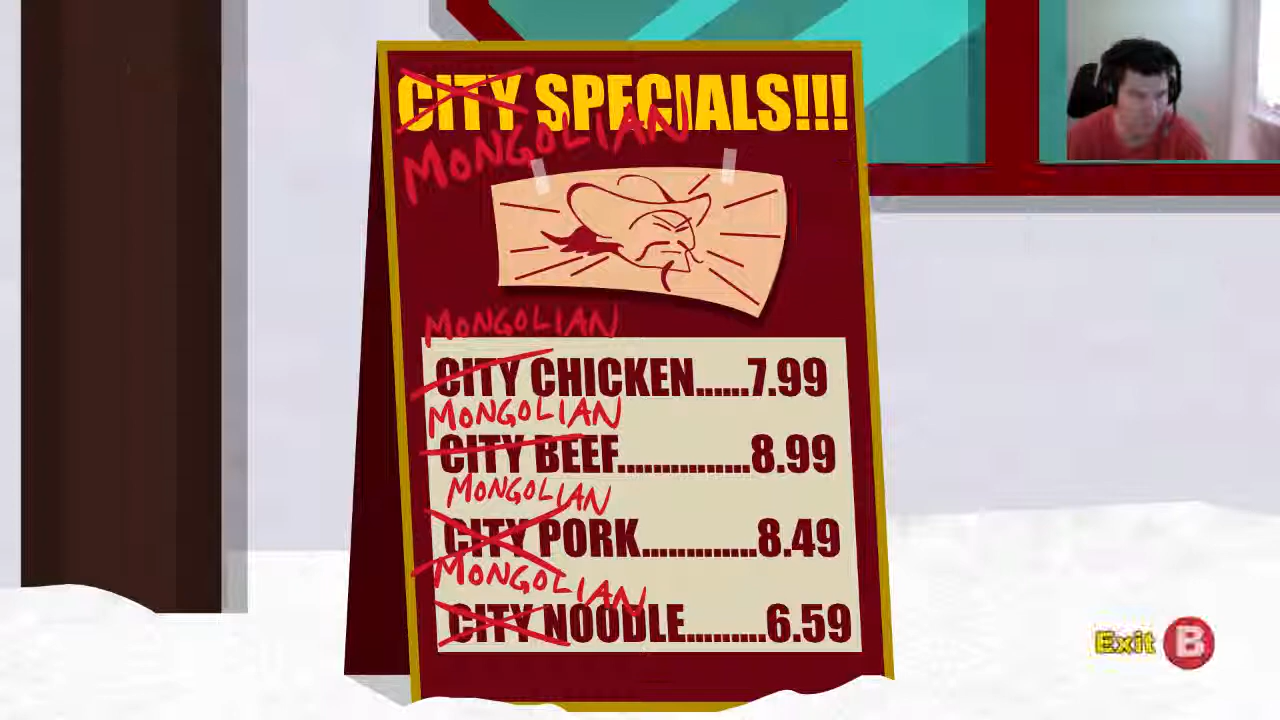 CITY SPECIALS!!!
MONGOLIAN
MONGOLIAN
CITY CHICKEN......7.99
MONGOLIAN
CITY BEEF...............8.99
MONGOLIAN
CITY PORK.............8.49
MONGOLIAN
CITY NOODLE.........6.59
Exit B